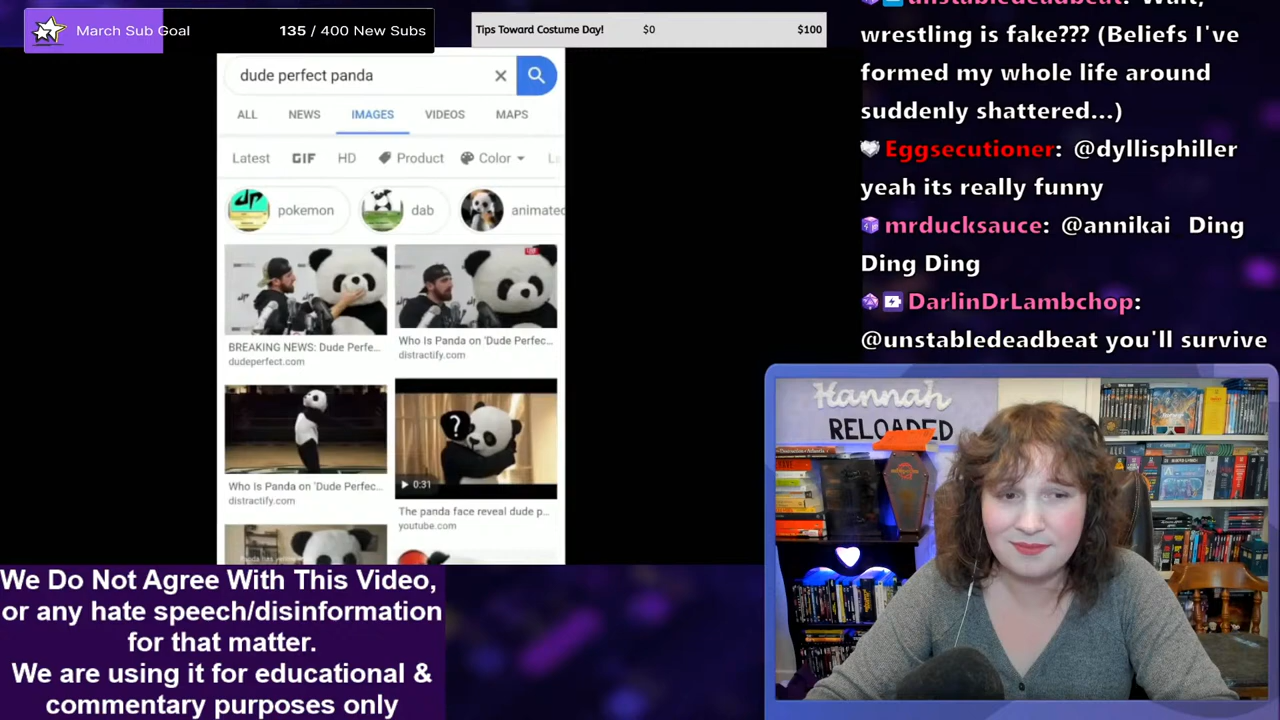 March Sub Goal
135 / 400 New Subs
Tips Toward Costume Day!
$0
$100
dude perfect panda
ALL
NEWS
IMAGES
VIDEOS
MAPS
Latest
GIF
HD
Product
Color
pokemon
dab
animated
BREAKING NEWS: Dude Perfe...
dudeperfect.com
Who Is Panda on 'Dude Perfec...
distractify.com
Who Is Panda on 'Dude Perfec...
distractify.com
?
0:31
The panda face reveal dude p...
youtube.com
We Do Not Agree With This Video,
or any hate speech/disinformation
for that matter.
We are using it for educational &
commentary purposes only
unstabledeadbeat: Wait,
wrestling is fake??? (Beliefs I've
formed my whole life around
suddenly shattered...)
Eggsecutioner: @dyllisphiller
yeah its really funny
mrducksauce: @annikai Ding
Ding Ding
DarlinDrLambchop:
@unstabledeadbeat you'll survive
Hannah
RELOADED